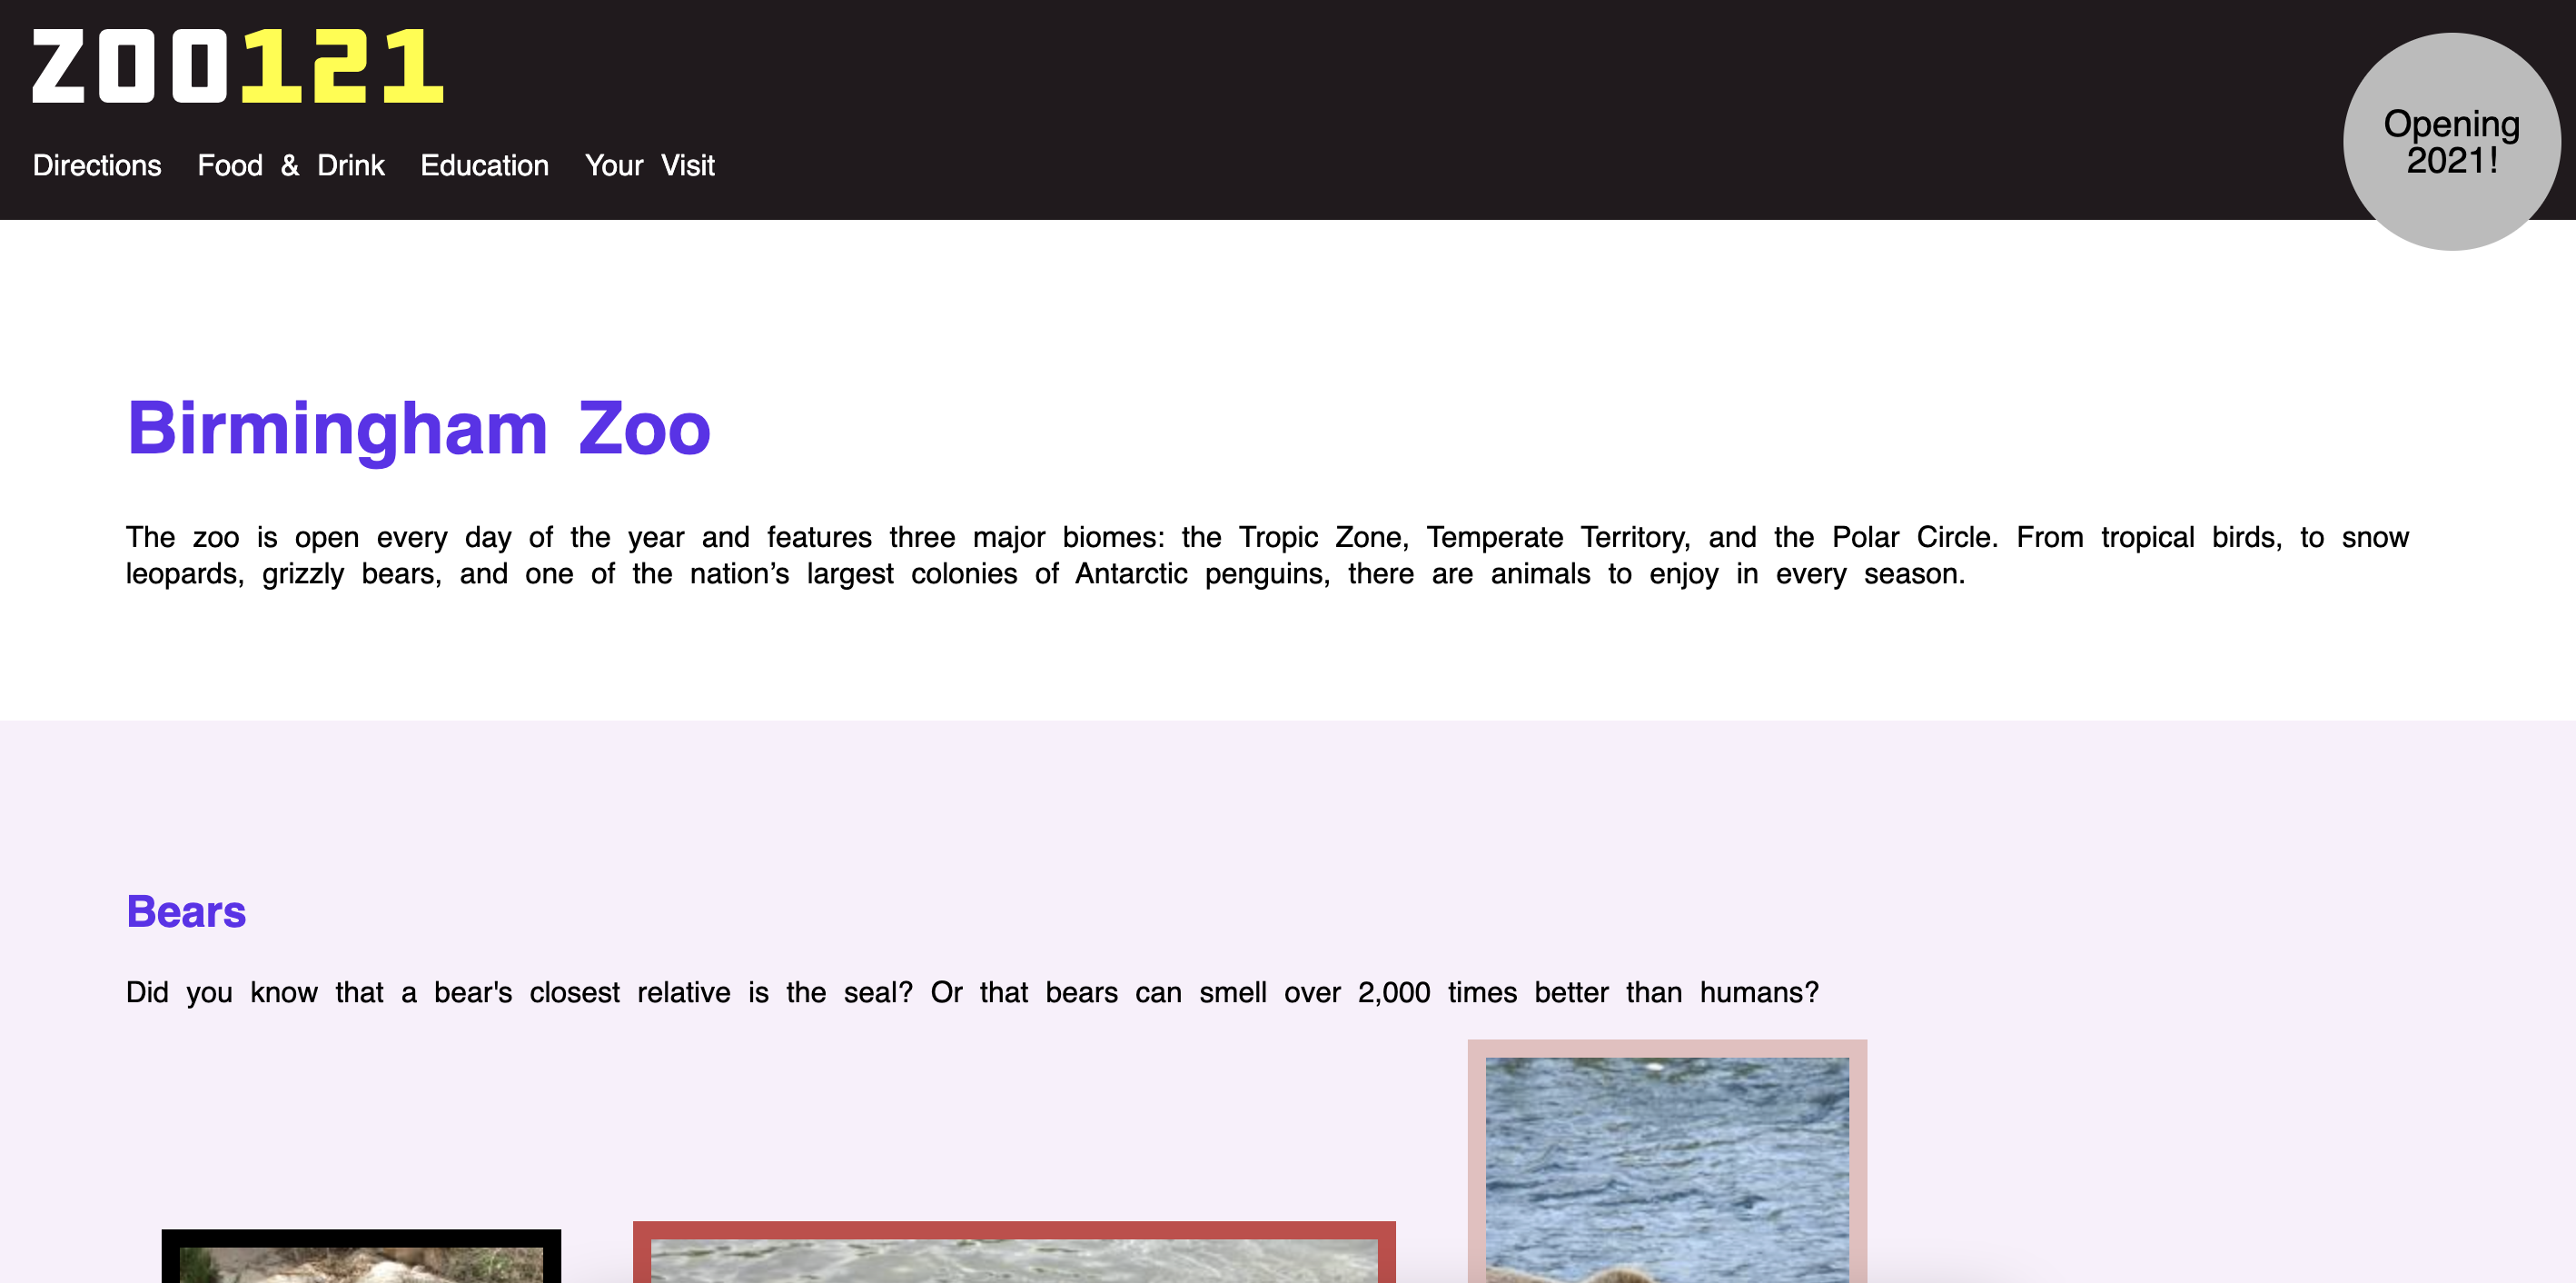 ZOO121
Directions Food & Drink Education Your Visit
Opening
2021!
Birmingham Zoo
The zoo is open every day of the year and features three major biomes: the Tropic Zone, Temperate Territory, and the Polar Circle. From tropical birds, to snow
leopards, grizzly bears, and one of the nation’s largest colonies of Antarctic penguins, there are animals to enjoy in every season.
Bears
Did you know that a bear's closest relative is the seal? Or that bears can smell over 2,000 times better than humans?